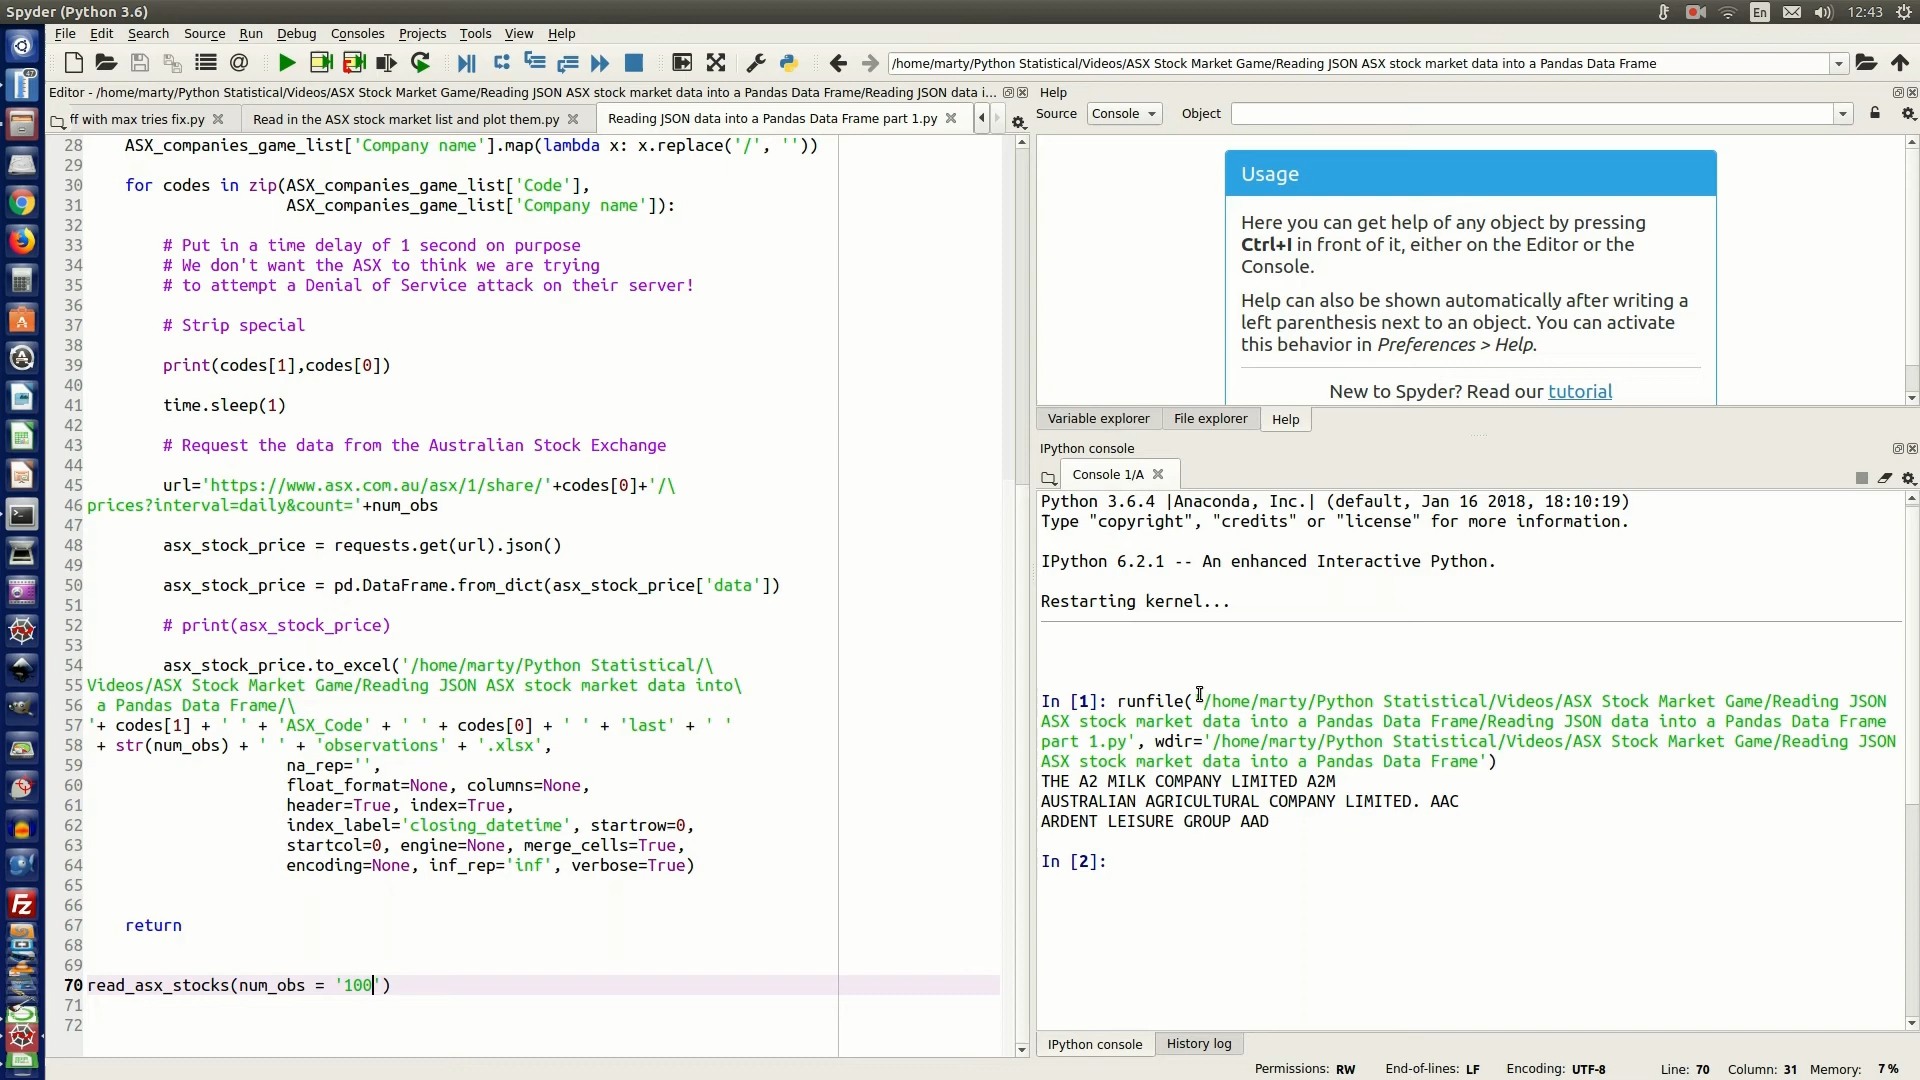 Spyder (Python 3.6)
En
12:43
File Edit Search Source Run Debug Consoles Projects Tools View Help
/home/marty/Python Statistical/Videos/ASX Stock Market Game/Reading JSON ASX stock market data into a Pandas Data Frame
Editor - /home/marty/Python Statistical/Videos/ASX Stock Market Game/Reading JSON ASX stock market data into a Pandas Data Frame/Reading JSON data i...
ff with max tries fix.py
Read in the ASX stock market list and plot them.py
Reading JSON data into a Pandas Data Frame part 1.py
28 ASX_companies_game_list['Company name'].map(lambda x: x.replace('/', ''))
29
30 for codes in zip(ASX_companies_game_list['Code'],
31 ASX_companies_game_list['Company name']):
32
33 # Put in a time delay of 1 second on purpose
34 # We don't want the ASX to think we are trying
35 # to attempt a Denial of Service attack on their server!
36
37 # Strip special
38
39 print(codes[1],codes[0])
40
41 time.sleep(1)
42
43 # Request the data from the Australian Stock Exchange
44
45 url='https://www.asx.com.au/asx/1/share/'+codes[0]+'/\
46 prices?interval=daily&count='+num_obs
47
48 asx_stock_price = requests.get(url).json()
49
50 asx_stock_price = pd.DataFrame.from_dict(asx_stock_price['data'])
51
52 # print(asx_stock_price)
53
54 asx_stock_price.to_excel('/home/marty/Python Statistical/\
55 Videos/ASX Stock Market Game/Reading JSON ASX stock market data into\
56 a Pandas Data Frame/\
57 '+ codes[1] + ' ' + 'ASX_Code' + ' ' + codes[0] + ' ' + 'last' + ' '
58 + str(num_obs) + ' ' + 'observations' + '.xlsx',
59 na_rep='',
60 float_format=None, columns=None,
61 header=True, index=True,
62 index_label='closing_datetime', startrow=0,
63 startcol=0, engine=None, merge_cells=True,
64 encoding=None, inf_rep='inf', verbose=True)
65
66
67 return
68
69
70 read_asx_stocks(num_obs = '100')
71
72
Help
Source Console Object
Usage
Here you can get help of any object by pressing
Ctrl+I in front of it, either on the Editor or the
Console.
Help can also be shown automatically after writing a
left parenthesis next to an object. You can activate
this behavior in Preferences > Help.
New to Spyder? Read our tutorial
Variable explorer File explorer Help
IPython console
Console 1/A
Python 3.6.4 |Anaconda, Inc.| (default, Jan 16 2018, 18:10:19)
Type "copyright", "credits" or "license" for more information.
IPython 6.2.1 -- An enhanced Interactive Python.
Restarting kernel...
In [1]: runfile('/home/marty/Python Statistical/Videos/ASX Stock Market Game/Reading JSON
ASX stock market data into a Pandas Data Frame/Reading JSON data into a Pandas Data Frame
part 1.py', wdir='/home/marty/Python Statistical/Videos/ASX Stock Market Game/Reading JSON
ASX stock market data into a Pandas Data Frame')
THE A2 MILK COMPANY LIMITED A2M
AUSTRALIAN AGRICULTURAL COMPANY LIMITED. AAC
ARDENT LEISURE GROUP AAD
In [2]:
IPython console History log
Permissions: RW End-of-lines: LF Encoding: UTF-8 Line: 70 Column: 31 Memory: 7 %